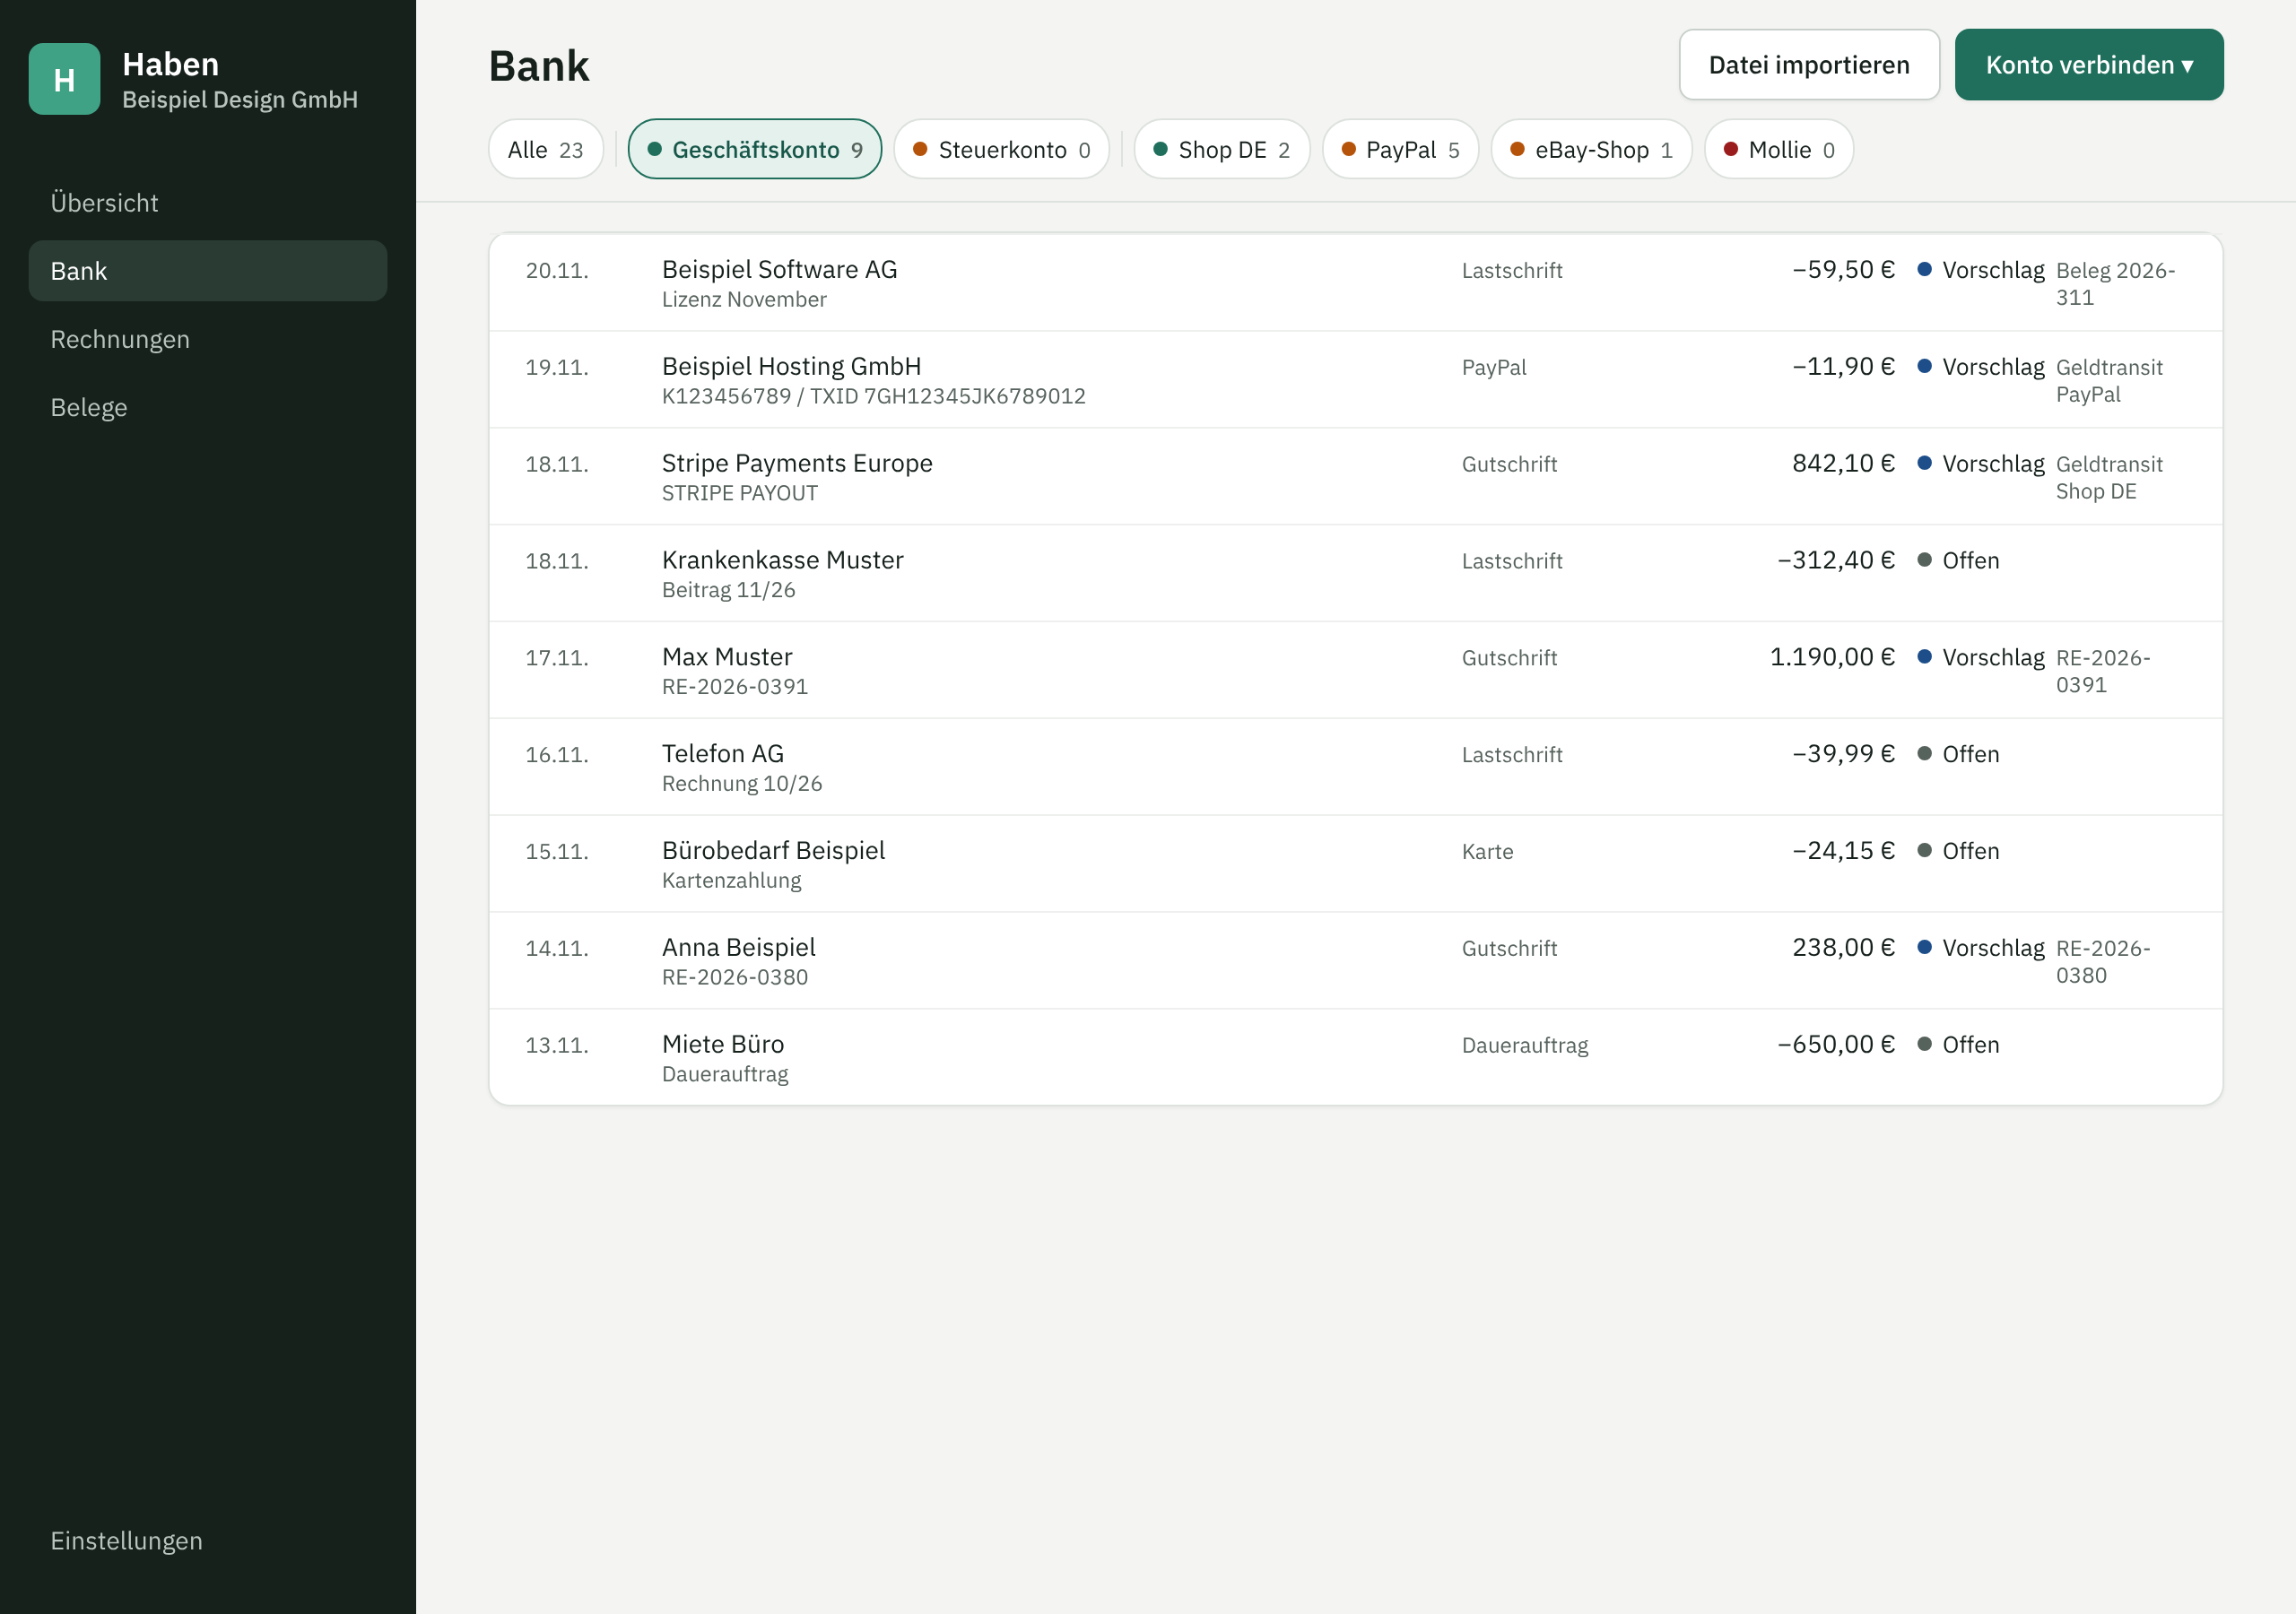 H
Haben
Beispiel Design GmbH
Übersicht
Bank
Rechnungen
Belege
Einstellungen
Bank
Datei importieren
Konto verbinden ▾
Alle 23
Geschäftskonto 9
Steuerkonto 0
Shop DE 2
PayPal 5
eBay-Shop 1
Mollie 0
20.11. Beispiel Software AG Lastschrift −59,50 € Vorschlag Beleg 2026-
Lizenz November 311
19.11. Beispiel Hosting GmbH PayPal −11,90 € Vorschlag Geldtransit
K123456789 / TXID 7GH12345JK6789012 PayPal
18.11. Stripe Payments Europe Gutschrift 842,10 € Vorschlag Geldtransit
STRIPE PAYOUT Shop DE
18.11. Krankenkasse Muster Lastschrift −312,40 € Offen
Beitrag 11/26
17.11. Max Muster Gutschrift 1.190,00 € Vorschlag RE-2026-
RE-2026-0391 0391
16.11. Telefon AG Lastschrift −39,99 € Offen
Rechnung 10/26
15.11. Bürobedarf Beispiel Karte −24,15 € Offen
Kartenzahlung
14.11. Anna Beispiel Gutschrift 238,00 € Vorschlag RE-2026-
RE-2026-0380 0380
13.11. Miete Büro Dauerauftrag −650,00 € Offen
Dauerauftrag